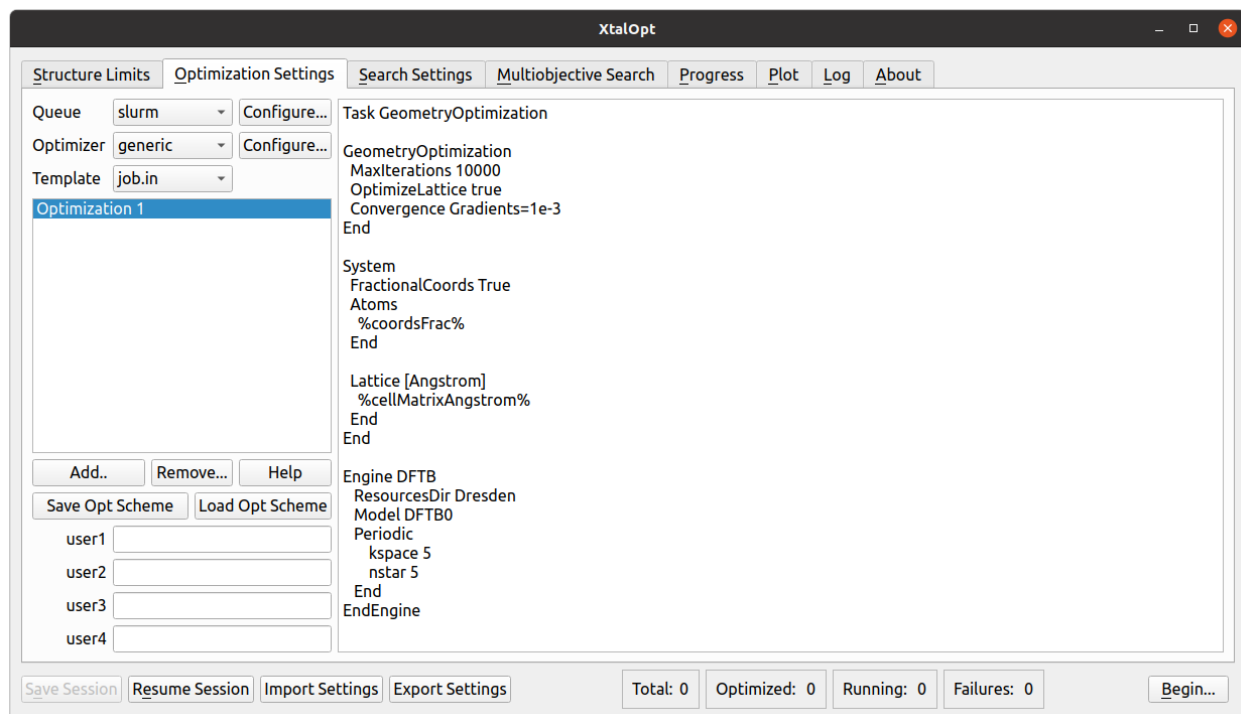 XtalOpt
Structure Limits Optimization Settings Search Settings Multiobjective Search Progress Plot Log About
Queue slurm Configure...
Optimizer generic Configure...
Template job.in
Optimization 1
Add.. Remove... Help
Save Opt Scheme Load Opt Scheme
user1
user2
user3
user4
Task GeometryOptimization
GeometryOptimization
MaxIterations 10000
OptimizeLattice true
Convergence Gradients=1e-3
End
System
FractionalCoords True
Atoms
%coordsFrac%
End
Lattice [Angstrom]
%cellMatrixAngstrom%
End
End
Engine DFTB
ResourcesDir Dresden
Model DFTB0
Periodic
kspace 5
nstar 5
End
EndEngine
Save Session Resume Session Import Settings Export Settings Total: 0 Optimized: 0 Running: 0 Failures: 0 Begin...